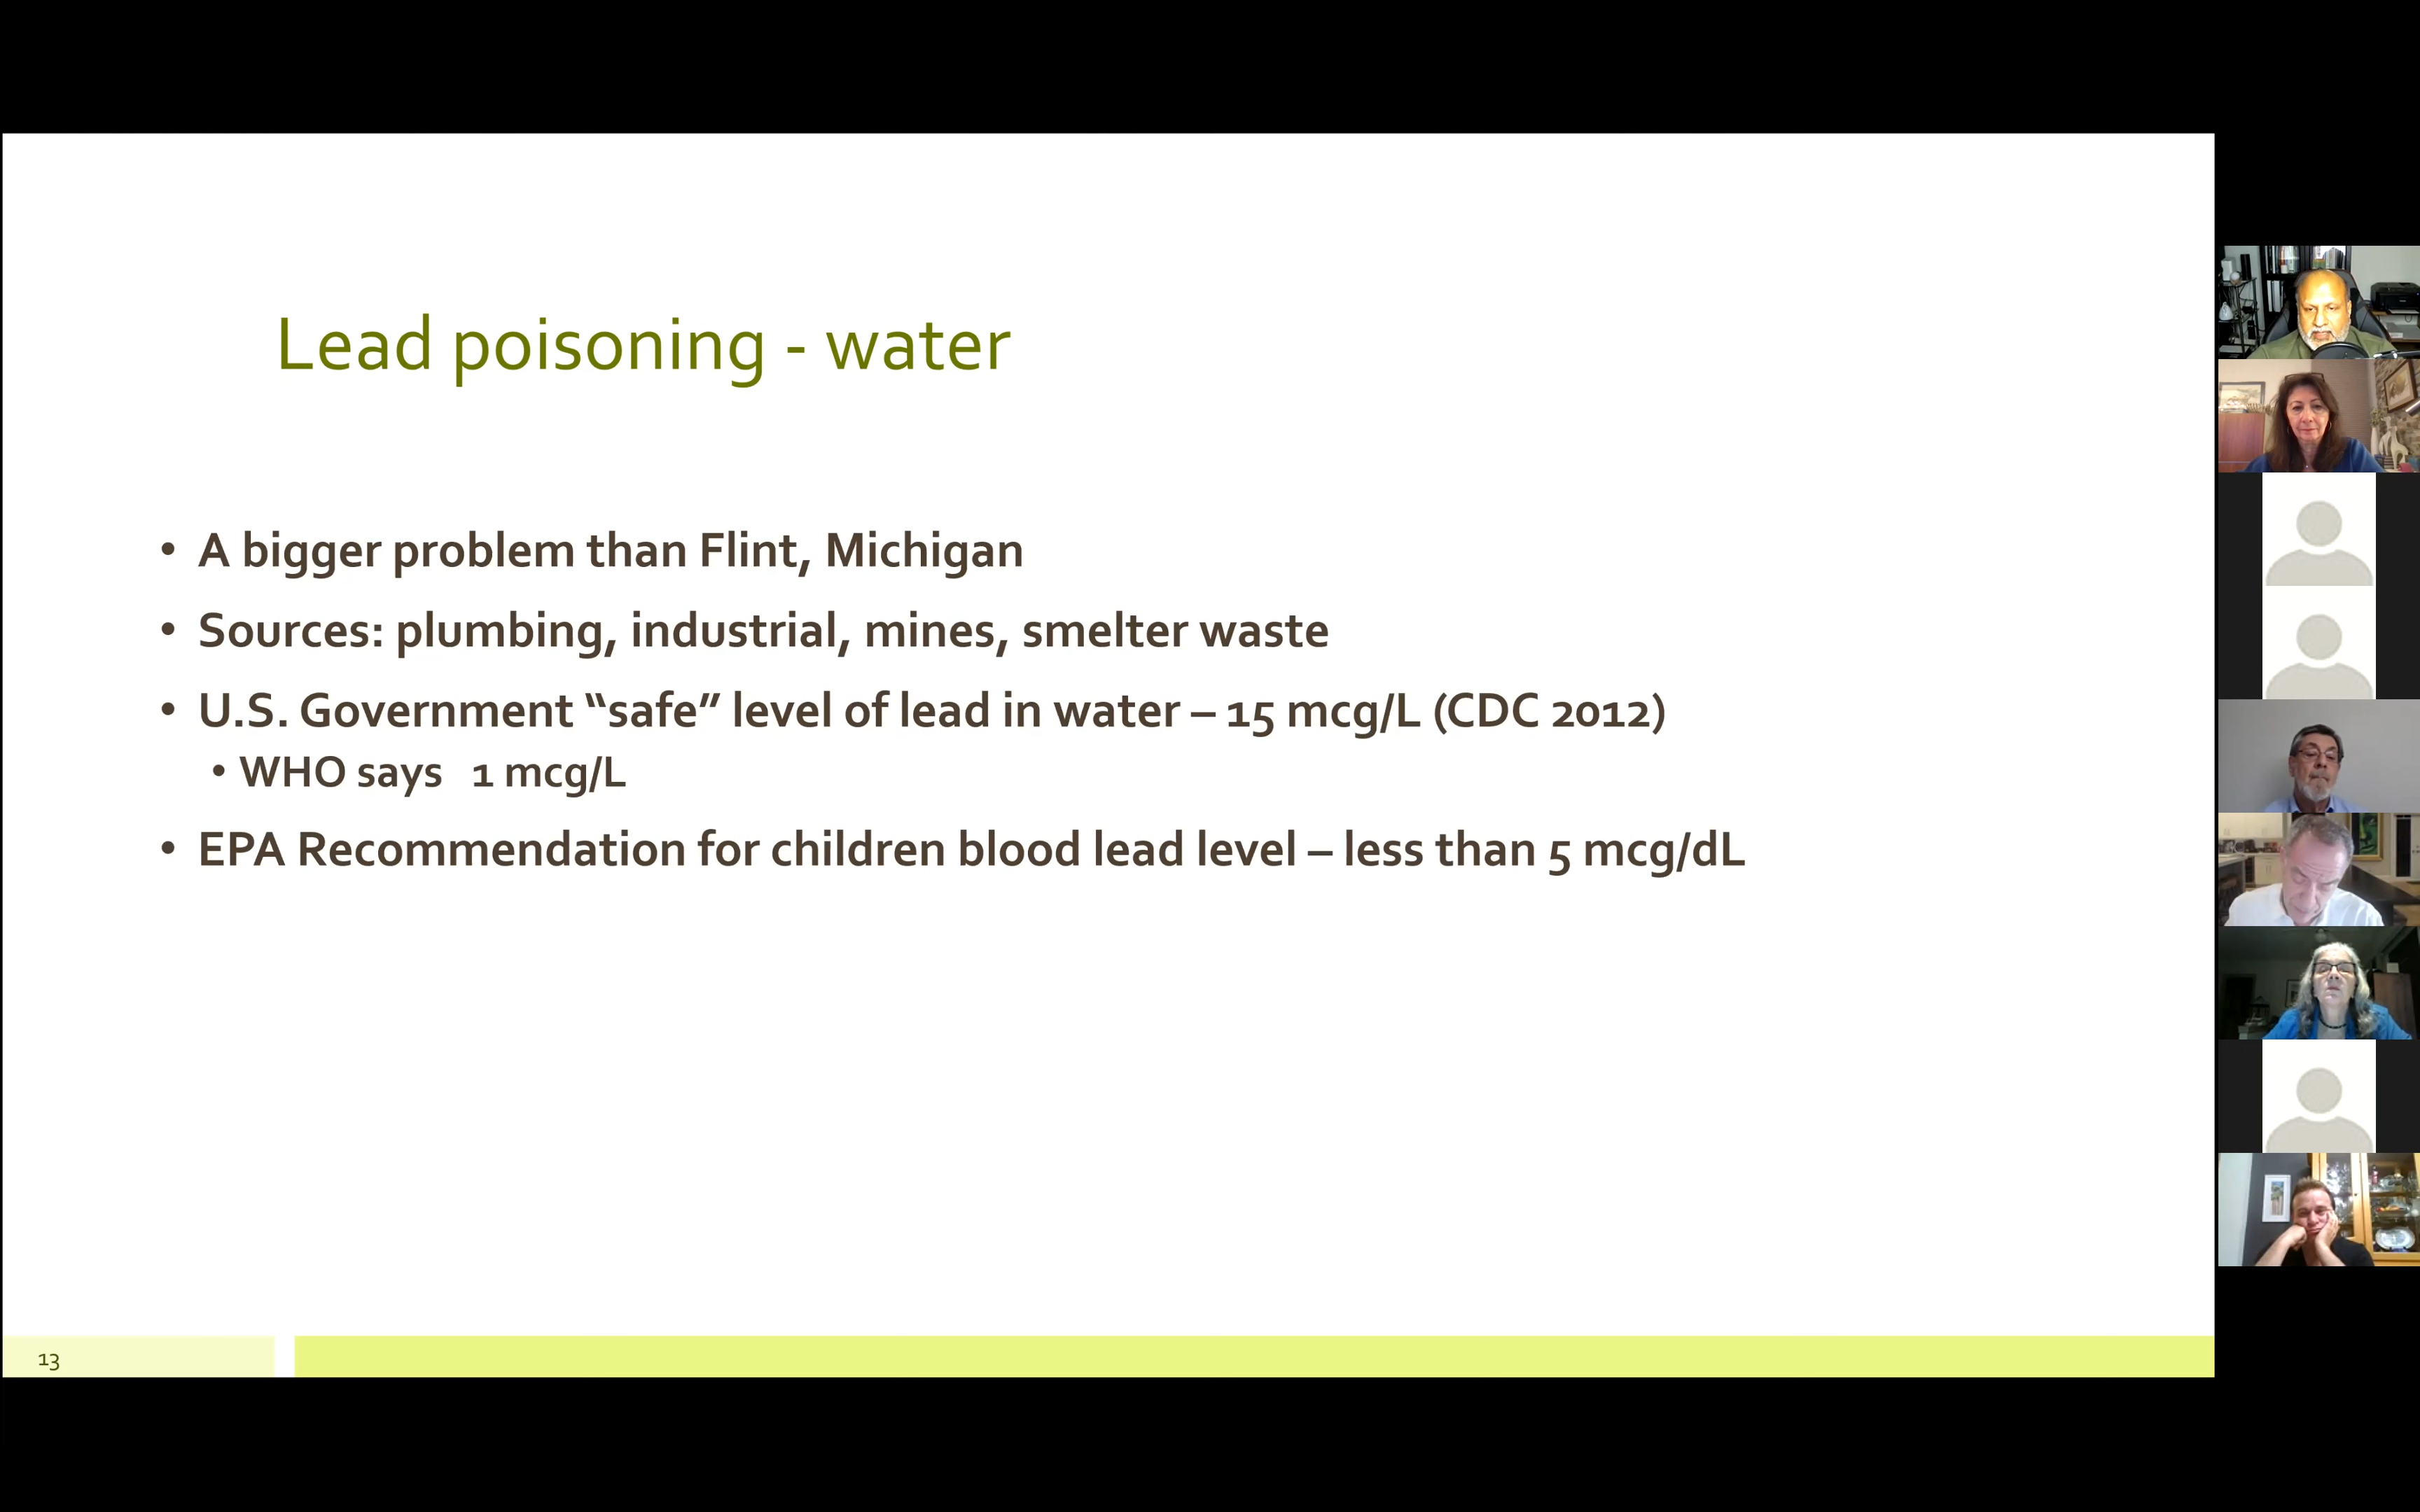 Lead poisoning - water
• A bigger problem than Flint, Michigan
• Sources: plumbing, industrial, mines, smelter waste
• U.S. Government “safe” level of lead in water – 15 mcg/L (CDC 2012)
• WHO says 1 mcg/L
• EPA Recommendation for children blood lead level – less than 5 mcg/dL
13